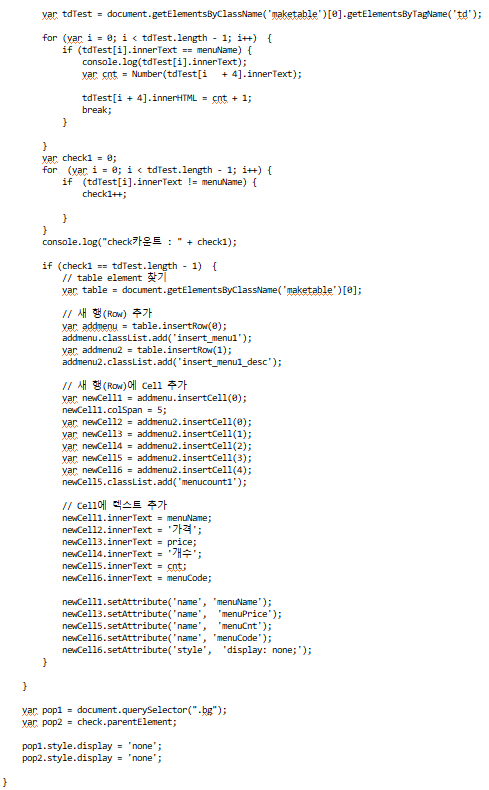 var tdTest = document.getElementsByClassName('maketable')[0].getElementsByTagName('td');
for (var i = 0; i < tdTest.length - 1; i++)  {
if (tdTest[i].innerText == menuName) {
console.log(tdTest[i].innerText);
var cnt = Number(tdTest[i   + 4].innerText);
tdTest[i + 4].innerHTML = cnt + 1;
break;
}
}
var check1 = 0;
for  (var i = 0; i < tdTest.length - 1; i++) {
if  (tdTest[i].innerText != menuName) {
check1++;
}
}
console.log("check카운트 : " + check1);
if (check1 == tdTest.length - 1)  {
// table element 찾기
var table = document.getElementsByClassName('maketable')[0];
// 새 행(Row) 추가
var addmenu = table.insertRow(0);
addmenu.classList.add('insert_menu1');
var addmenu2 = table.insertRow(1);
addmenu2.classList.add('insert_menu1_desc');
// 새 행(Row)에 Cell 추가
var newCell1 = addmenu.insertCell(0);
newCell1.colSpan = 5;
var newCell2 = addmenu2.insertCell(0);
var newCell3 = addmenu2.insertCell(1);
var newCell4 = addmenu2.insertCell(2);
var newCell5 = addmenu2.insertCell(3);
var newCell6 = addmenu2.insertCell(4);
newCell5.classList.add('menucount1');
// Cell에 텍스트 추가
newCell1.innerText = menuName;
newCell2.innerText = '가격';
newCell3.innerText = price;
newCell4.innerText = '개수';
newCell5.innerText = cnt;
newCell6.innerText = menuCode;
newCell1.setAttribute('name', 'menuName');
newCell3.setAttribute('name',  'menuPrice');
newCell5.setAttribute('name',  'menuCnt');
newCell6.setAttribute('name', 'menuCode');
newCell6.setAttribute('style',  'display: none;');
}
}
var pop1 = document.querySelector(".bg");
var pop2 = check.parentElement;
pop1.style.display = 'none';
pop2.style.display = 'none';
}